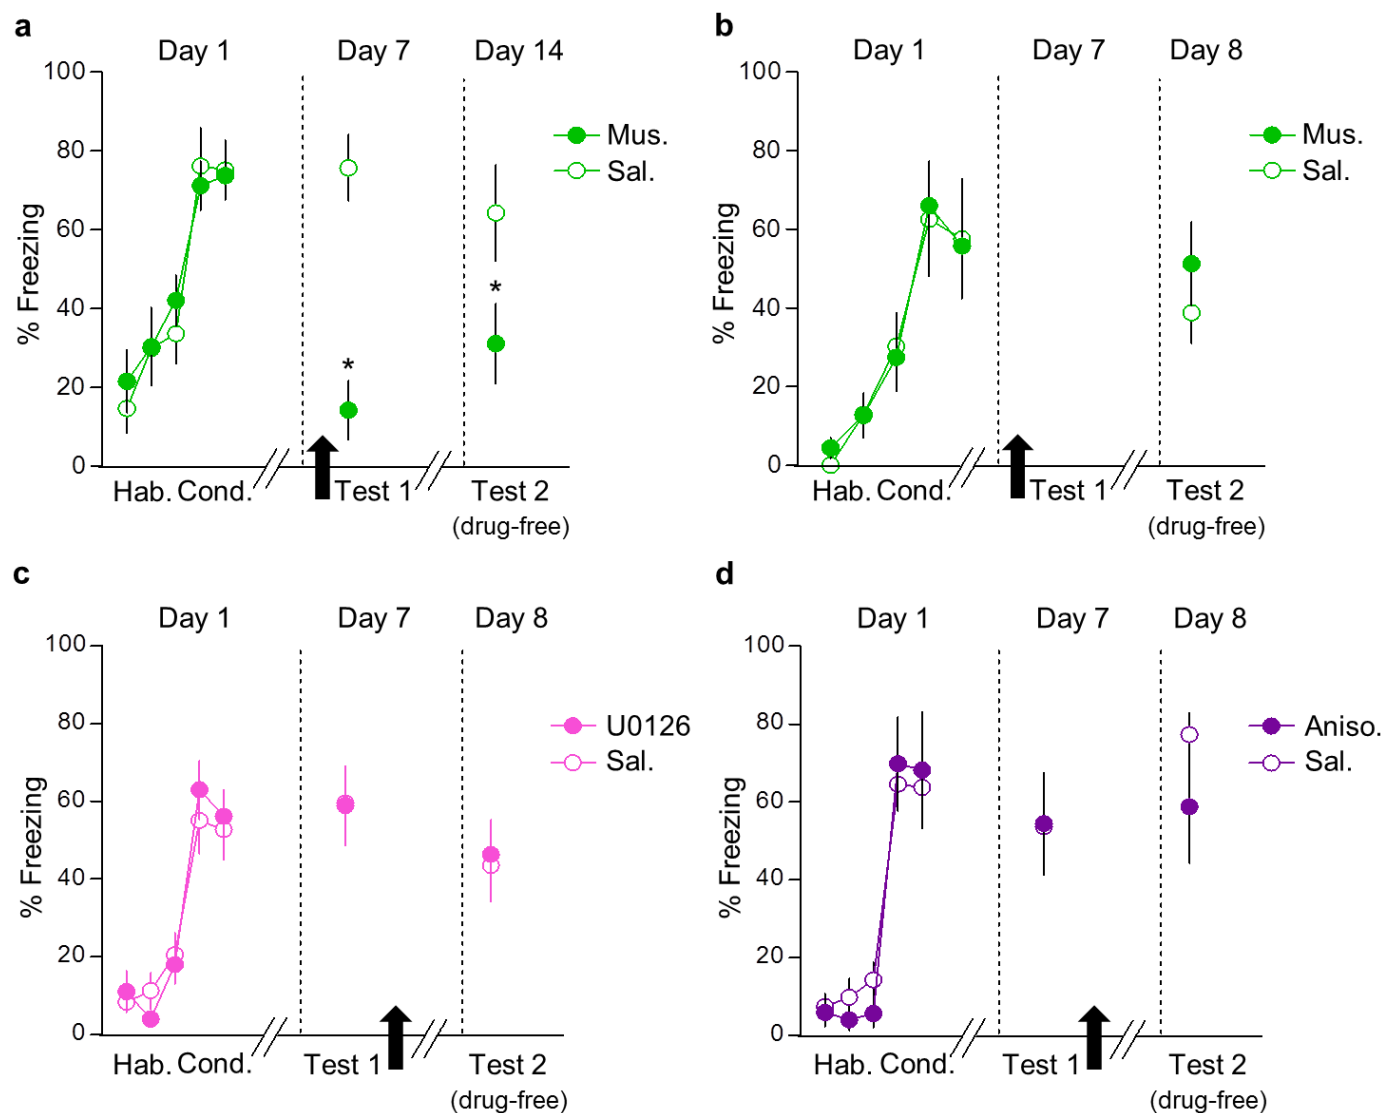 a
Day 1
Day 7
Day 14
100
80
60
40
20
0
% Freezing
Mus.
Sal.
*
*
Hab. Cond.
Test 1
Test 2
(drug-free)
b
Day 1
Day 7
Day 8
100
80
60
40
20
0
% Freezing
Mus.
Sal.
Hab. Cond.
Test 1
Test 2
(drug-free)
c
Day 1
Day 7
Day 8
100
80
60
40
20
0
% Freezing
U0126
Sal.
Hab. Cond.
Test 1
Test 2
(drug-free)
d
Day 1
Day 7
Day 8
100
80
60
40
20
0
% Freezing
Aniso.
Sal.
Hab. Cond.
Test 1
Test 2
(drug-free)